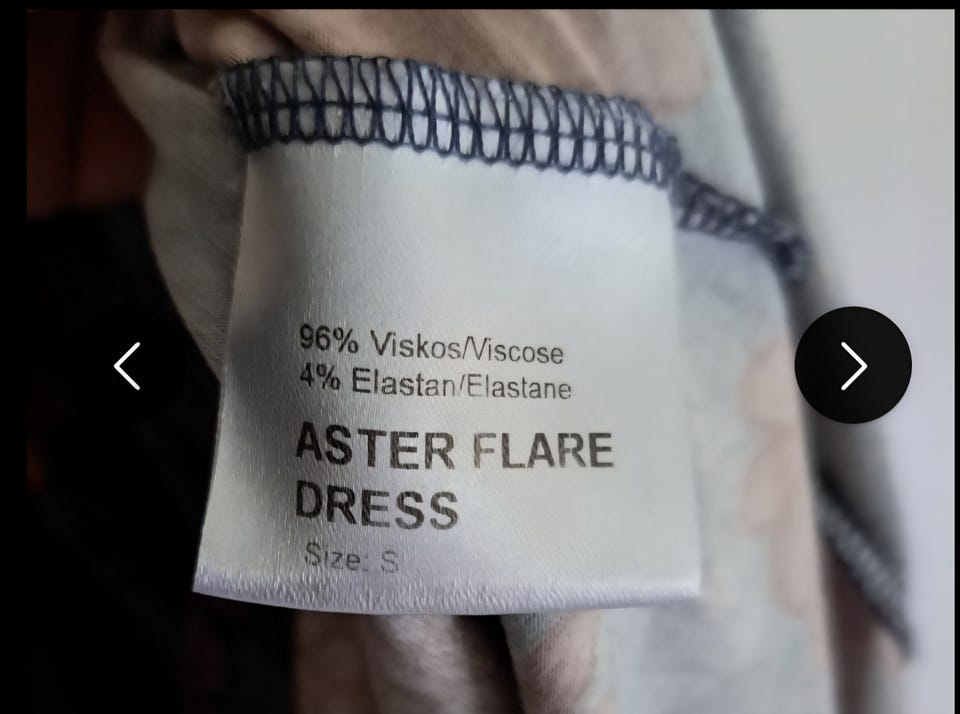 96% Viskos/Viscose
4% Elastan/Elastane
ASTER FLARE
DRESS
Size: S